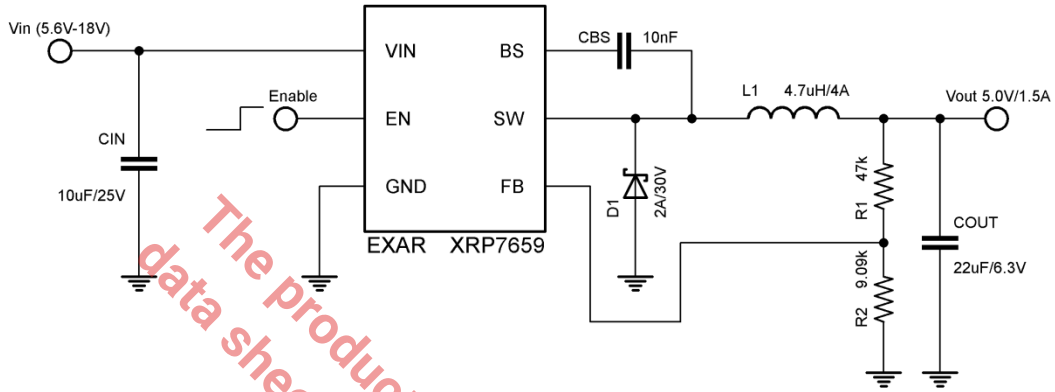 Vin (5.6V-18V)
CIN
10uF/25V
Enable
VIN
EN
GND
BS
SW
FB
EXAR XRP7659
CBS 10nF
L1 4.7uH/4A
Vout 5.0V/1.5A
D1
2A/30V
47k
R1
9.09k
R2
COUT
22uF/6.3V
The produc
data shee